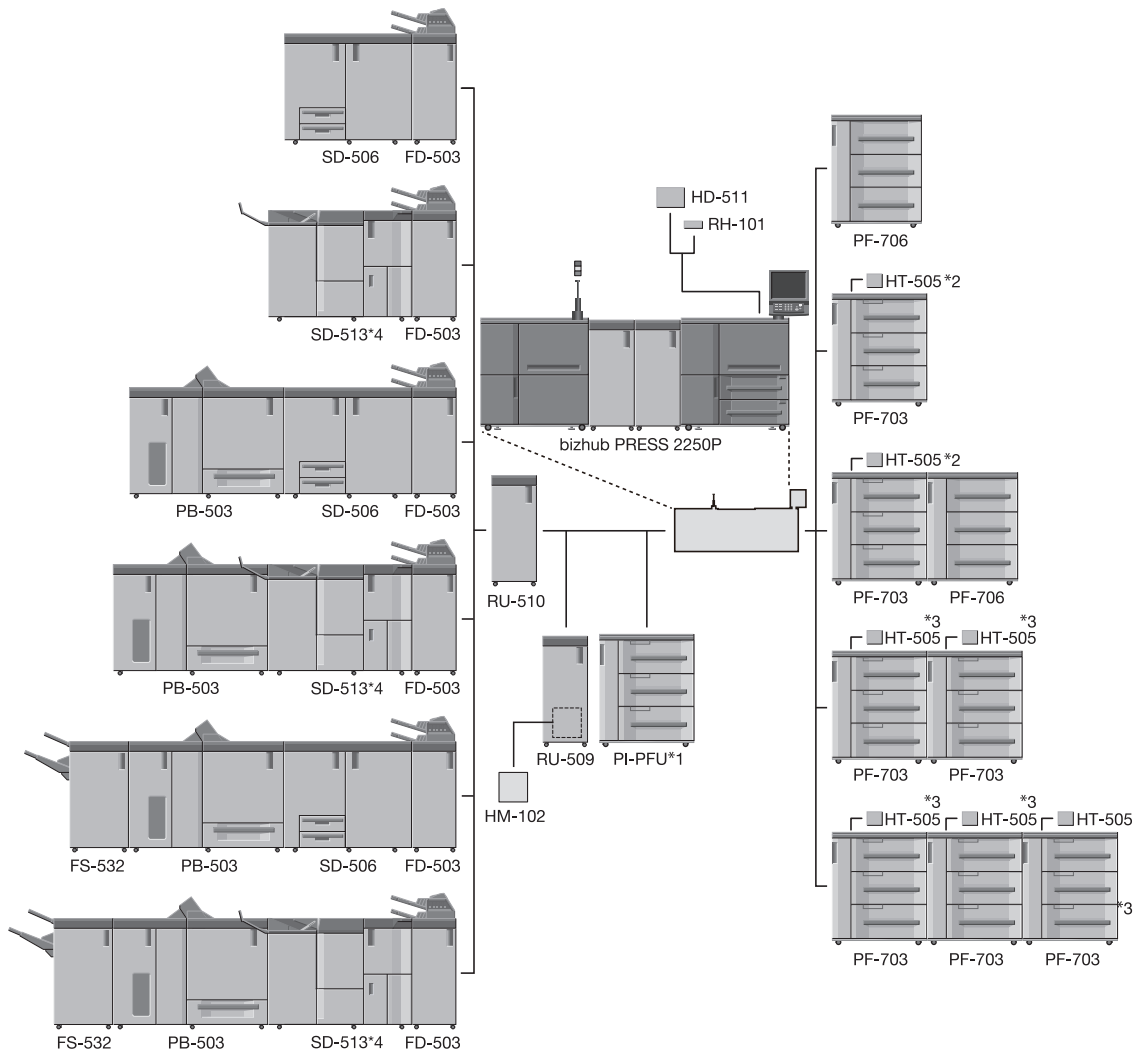 SD-506 FD-503
SD-513*4 FD-503
PB-503 SD-506 FD-503
PB-503 SD-513*4 FD-503
FS-532 PB-503 SD-506 FD-503
FS-532 PB-503 SD-513*4 FD-503
HD-511
RH-101
bizhub PRESS 2250P
RU-510
RU-509 PI-PFU*1
HM-102
PF-706
HT-505*2
PF-703
HT-505*2
PF-703 PF-706
*3 *3
HT-505 HT-505
PF-703 PF-703
*3 *3
HT-505 HT-505 HT-505
*3
PF-703 PF-703 PF-703